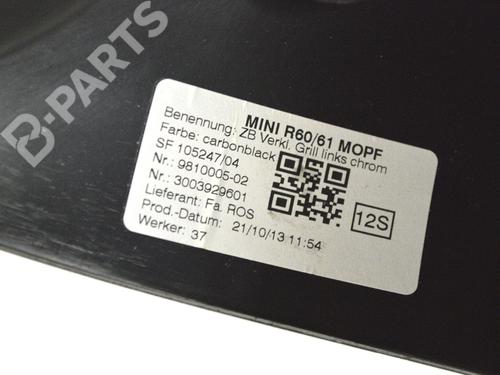 B-PARTS
MINI R60/61 MOPF
Benennung: ZB Verkl. Grill links chrom
Farbe: carbonblack
SF 105247/04
Nr.: 9810005-02
Nr.: 3003929601
Lieferant: Fa. ROS
Prod.-Datum: 21/10/13 11:54
Werker: 37
12S